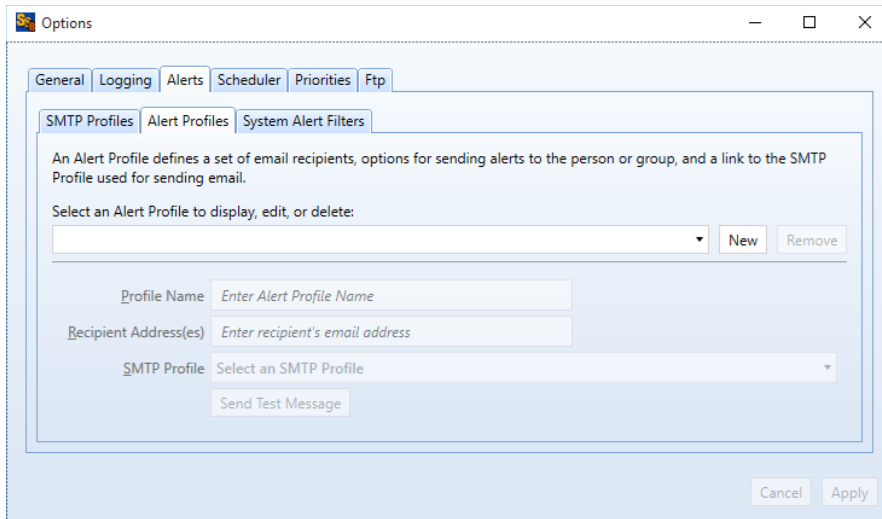 Options
General Logging Alerts Scheduler Priorities Ftp
SMTP Profiles Alert Profiles System Alert Filters
An Alert Profile defines a set of email recipients, options for sending alerts to the person or group, and a link to the SMTP
Profile used for sending email.
Select an Alert Profile to display, edit, or delete:
New Remove
Profile Name Enter Alert Profile Name
Recipient Address(es) Enter recipient's email address
SMTP Profile Select an SMTP Profile
Send Test Message
Cancel Apply